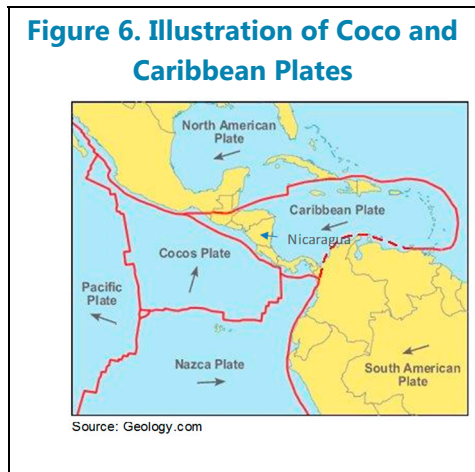 Figure 6. Illustration of Coco and
Caribbean Plates
North American
Plate
Caribbean Plate
Nicaragua
Cocos Plate
Pacific
Plate
Nazca Plate
South American
Plate
Source: Geology.com